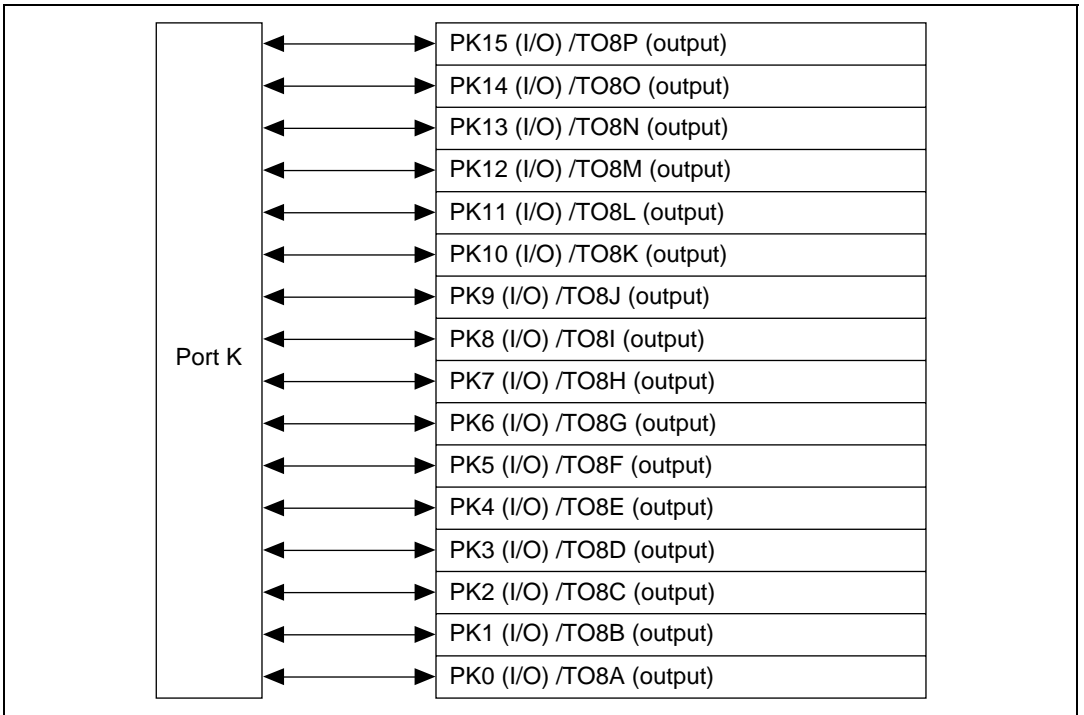 PK15 (I/O) /TO8P (output)
PK14 (I/O) /TO8O (output)
PK13 (I/O) /TO8N (output)
PK12 (I/O) /TO8M (output)
PK11 (I/O) /TO8L (output)
PK10 (I/O) /TO8K (output)
PK9 (I/O) /TO8J (output)
PK8 (I/O) /TO8I (output)
Port K
PK7 (I/O) /TO8H (output)
PK6 (I/O) /TO8G (output)
PK5 (I/O) /TO8F (output)
PK4 (I/O) /TO8E (output)
PK3 (I/O) /TO8D (output)
PK2 (I/O) /TO8C (output)
PK1 (I/O) /TO8B (output)
PK0 (I/O) /TO8A (output)